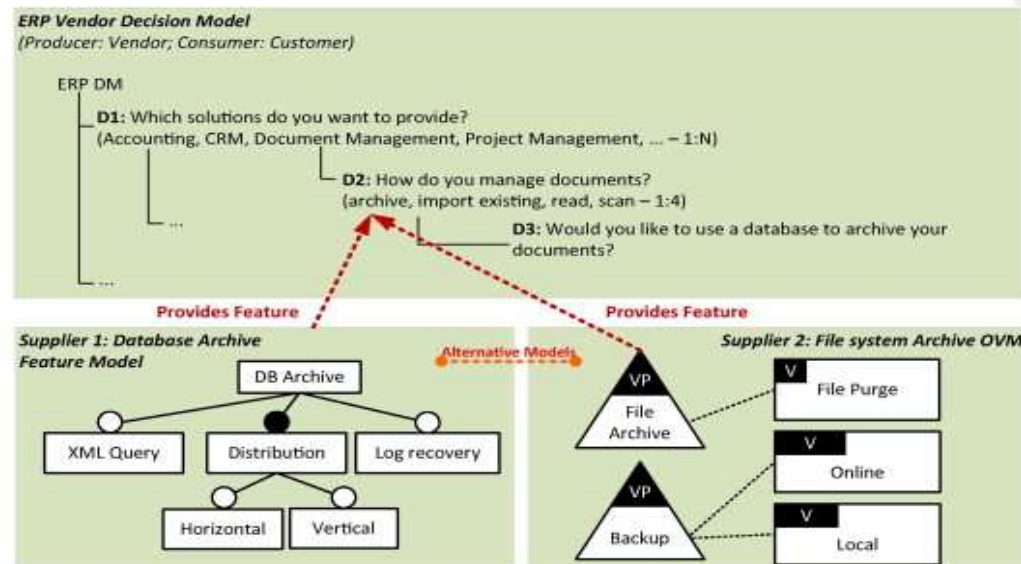 ERP Vendor Decision Model
(Producer: Vendor; Consumer: Customer)
ERP DM
D1: Which solutions do you want to provide?
(Accounting, CRM, Document Management, Project Management, ... – 1:N)
D2: How do you manage documents?
(archive, import existing, read, scan – 1:4)
...
D3: Would you like to use a database to archive your
documents?
...
Provides Feature
Provides Feature
Supplier 1: Database Archive
Feature Model
DB Archive
XML Query
Distribution
Log recovery
Horizontal
Vertical
Alternative Models
Supplier 2: File system Archive OVM
VP
File
Archive
V
File Purge
V
Online
VP
Backup
V
Local